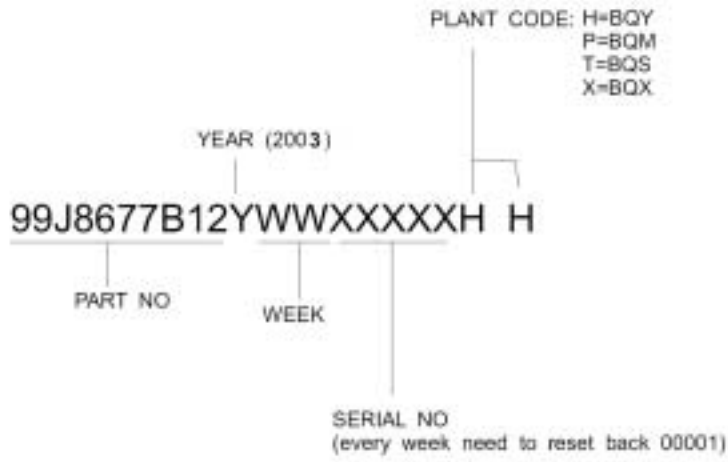 PLANT CODE: H=BQY
P=BQM
T=BQS
X=BQX
YEAR (2003)
99J8677B12YWWXXXXXH H
PART NO
WEEK
SERIAL NO
(every week need to reset back 00001)